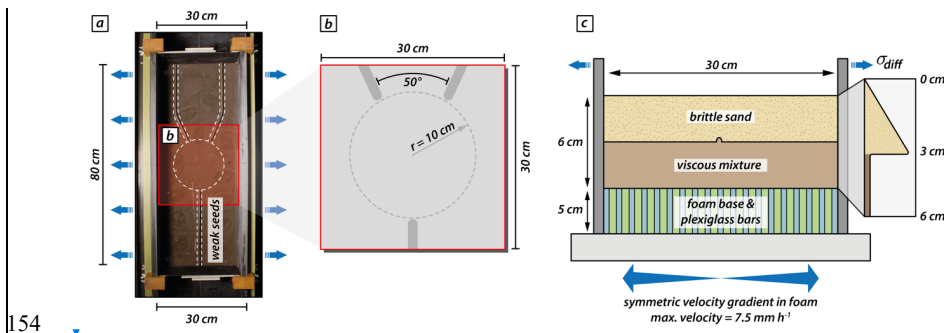 a
30 cm
80 cm
b
weak seeds
30 cm
b
30 cm
50°
r = 10 cm
30 cm
c
σdiff
30 cm
0 cm
brittle sand
6 cm
viscous mixture
3 cm
5 cm
foam base &
plexiglass bars
6 cm
symmetric velocity gradient in foam
max. velocity = 7.5 mm h⁻¹
154